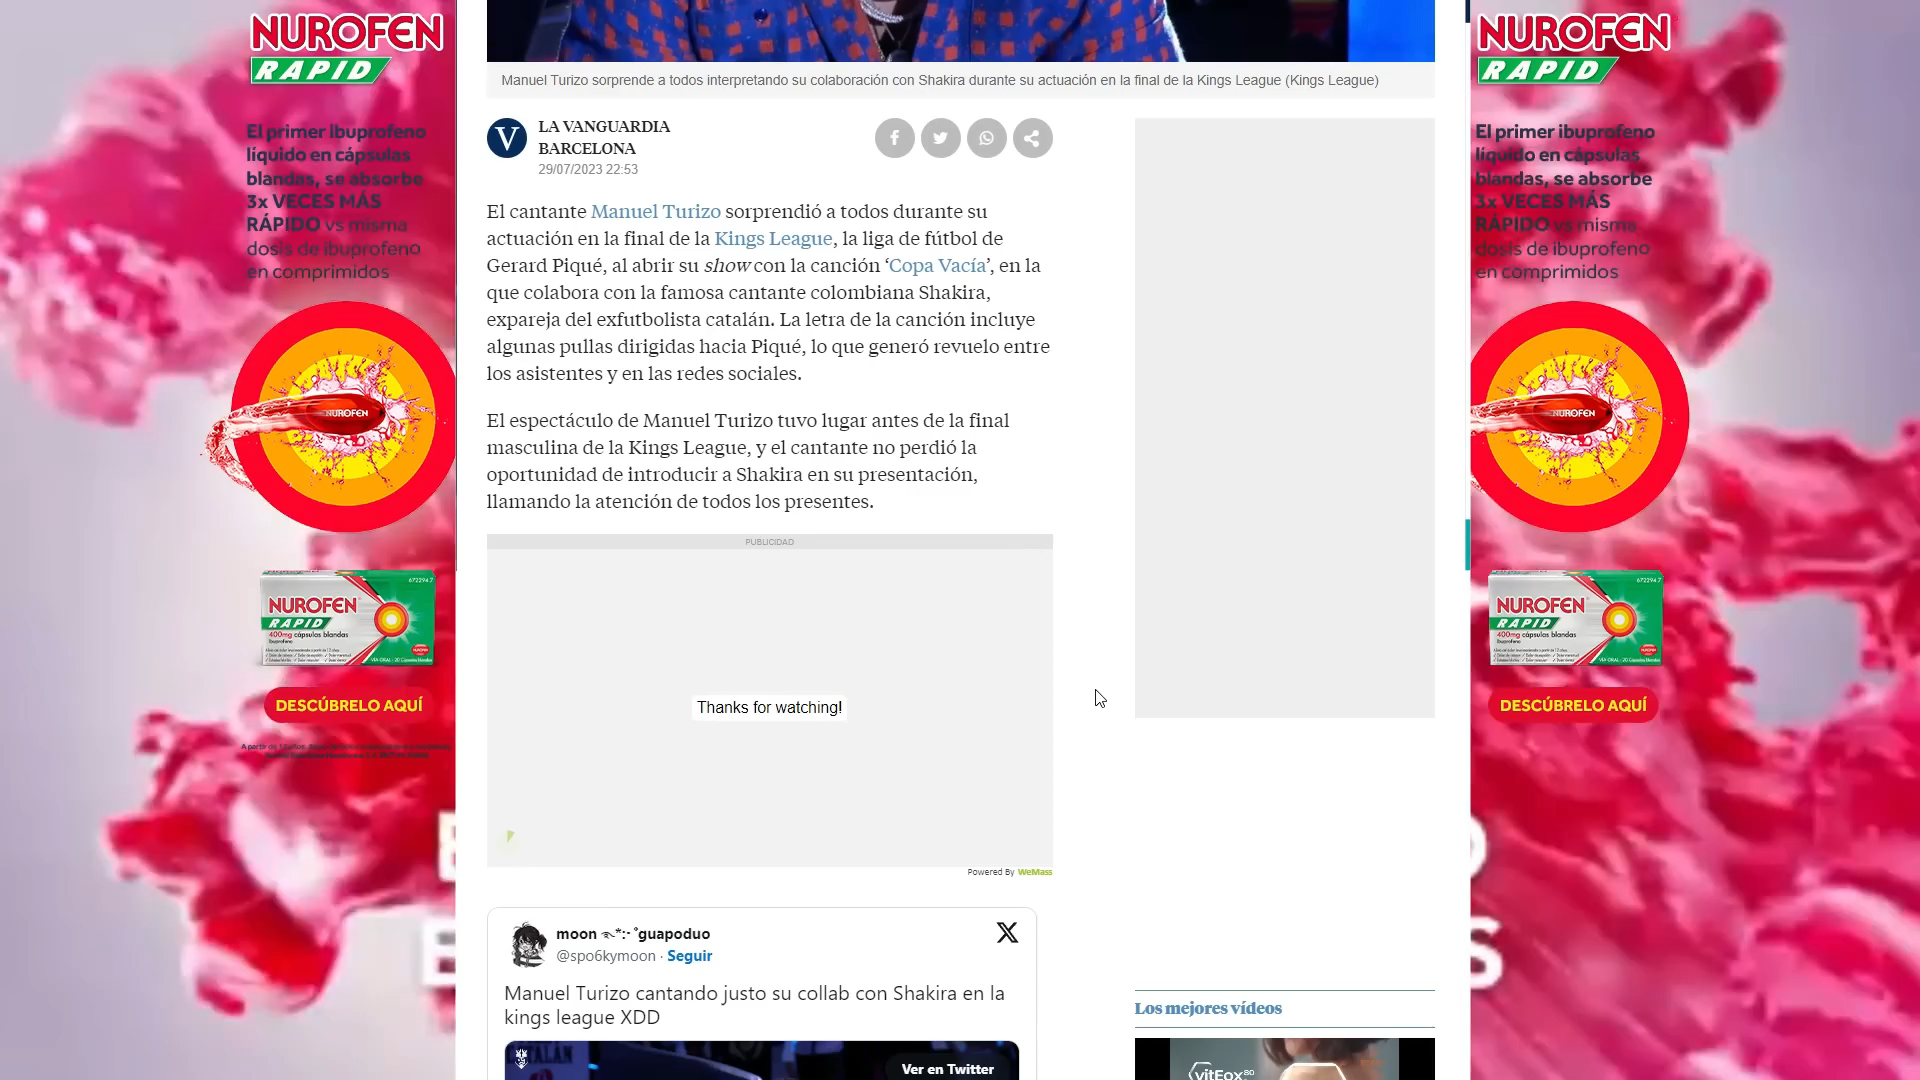 NUROFEN
RAPID
El primer ibuprofeno
líquido en cápsulas
blandas, se absorbe
3x VECES MÁS
RÁPIDO vs misma
dosis de ibuprofeno
en comprimidos
NUROFEN
672294.7
NUROFEN
RAPID
400mg cápsulas blandas
Ibuprofeno
VÍA ORAL
DESCÚBRELO AQUÍ
Manuel Turizo sorprende a todos interpretando su colaboración con Shakira durante su actuación en la final de la Kings League (Kings League)
V
LA VANGUARDIA
BARCELONA
29/07/2023 22:53
El cantante Manuel Turizo sorprendió a todos durante su
actuación en la final de la Kings League, la liga de fútbol de
Gerard Piqué, al abrir su show con la canción ‘Copa Vacía’, en la
que colabora con la famosa cantante colombiana Shakira,
expareja del exfutbolista catalán. La letra de la canción incluye
algunas pullas dirigidas hacia Piqué, lo que generó revuelo entre
los asistentes y en las redes sociales.
El espectáculo de Manuel Turizo tuvo lugar antes de la final
masculina de la Kings League, y el cantante no perdió la
oportunidad de introducir a Shakira en su presentación,
llamando la atención de todos los presentes.
PUBLICIDAD
Thanks for watching!
Powered By WeMass
moon ⭑*:·˚guapoduo
@spo6kymoon · Seguir
Manuel Turizo cantando justo su collab con Shakira en la
kings league XDD
Ver en Twitter
Los mejores vídeos
vitFox
NUROFEN
RAPID
El primer ibuprofeno
líquido en cápsulas
blandas, se absorbe
3x VECES MÁS
RÁPIDO vs misma
dosis de ibuprofeno
en comprimidos
NUROFEN
672294.7
NUROFEN
RAPID
400mg cápsulas blandas
Ibuprofeno
VÍA ORAL
DESCÚBRELO AQUÍ